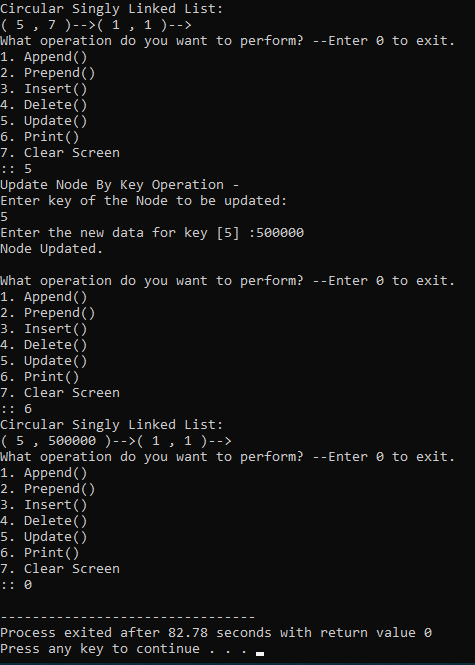 Circular Singly Linked List:
( 5 , 7 )-->( 1 , 1 )-->
What operation do you want to perform? --Enter 0 to exit.
1. Append()
2. Prepend()
3. Insert()
4. Delete()
5. Update()
6. Print()
7. Clear Screen
:: 5
Update Node By Key Operation -
Enter key of the Node to be updated:
5
Enter the new data for key [5] :500000
Node Updated.

What operation do you want to perform? --Enter 0 to exit.
1. Append()
2. Prepend()
3. Insert()
4. Delete()
5. Update()
6. Print()
7. Clear Screen
:: 6
Circular Singly Linked List:
( 5 , 500000 )-->( 1 , 1 )-->
What operation do you want to perform? --Enter 0 to exit.
1. Append()
2. Prepend()
3. Insert()
4. Delete()
5. Update()
6. Print()
7. Clear Screen
:: 0

--------------------------------
Process exited after 82.78 seconds with return value 0
Press any key to continue . . .